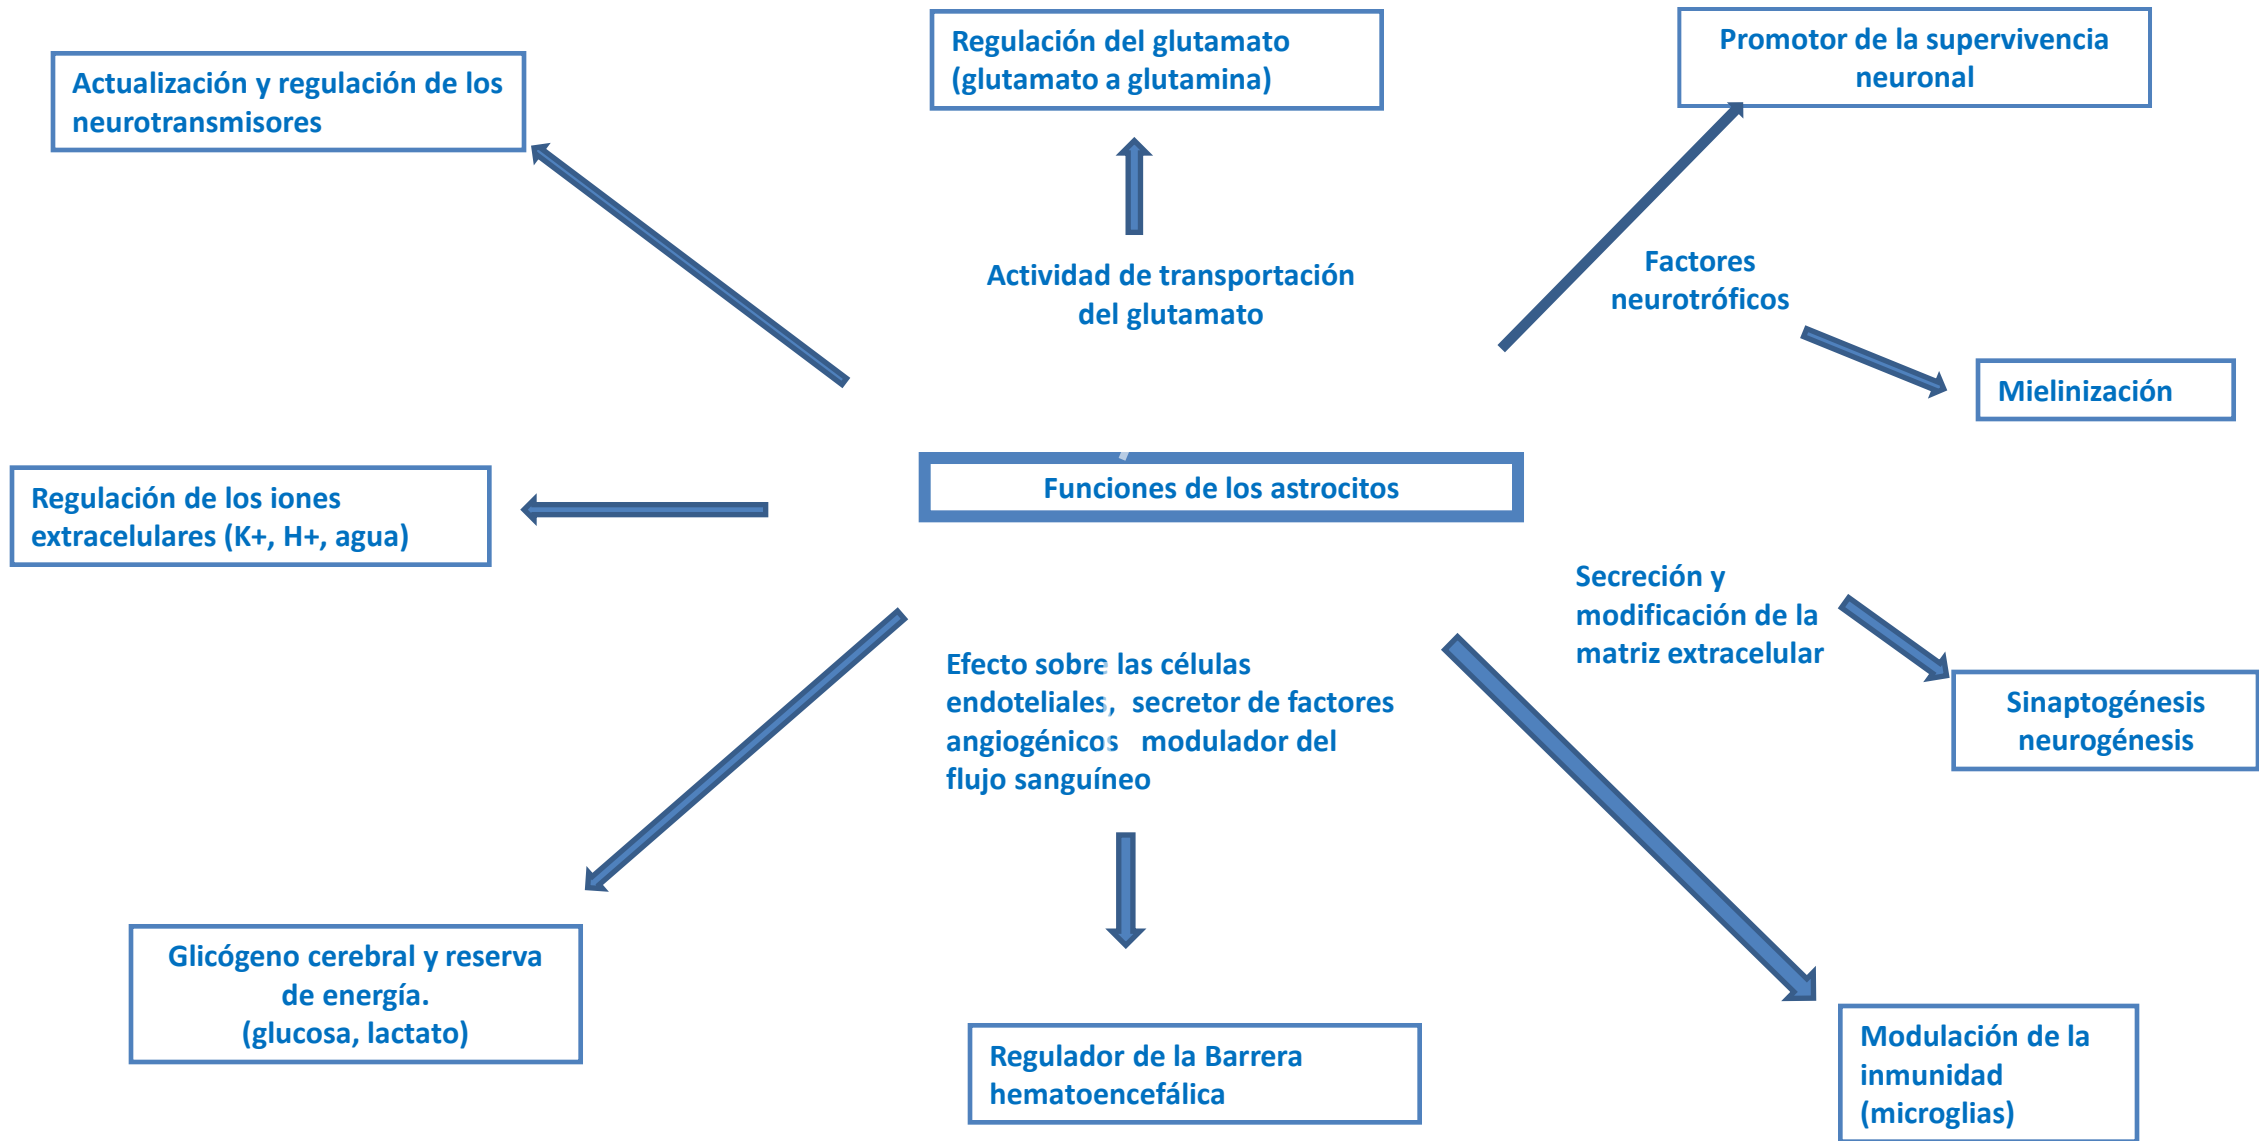 Regulación del glutamato
(glutamato a glutamina)
Promotor de la supervivencia
neuronal
Actualización y regulación de los
neurotransmisores
Actividad de transportación
del glutamato
Factores
neurotróficos
Mielinización
Funciones de los astrocitos
Regulación de los iones
extracelulares (K+, H+, agua)
Secreción y
modificación de la
matriz extracelular
Efecto sobre las células
endoteliales, secretor de factores
angiogénicos modulador del
flujo sanguíneo
Sinaptogénesis
neurogénesis
Glicógeno cerebral y reserva
de energía.
(glucosa, lactato)
Regulador de la Barrera
hematoencefálica
Modulación de la
inmunidad
(microglias)